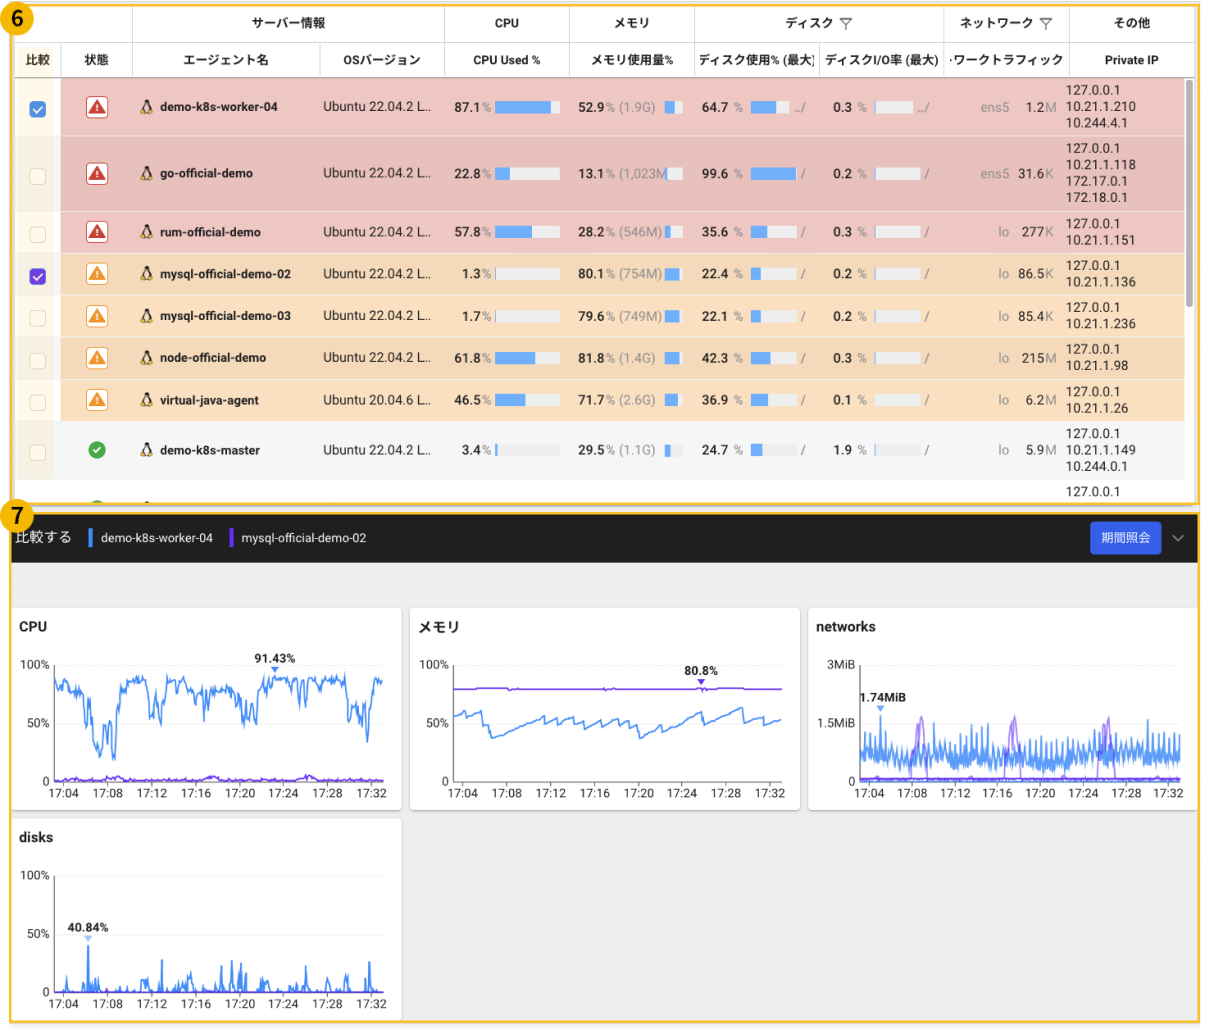 6
サーバー情報 CPU メモリ ディスク ネットワーク その他
比較 状態 エージェント名 OSバージョン CPU Used % メモリ使用量% ディスク使用% (最大) ディスクI/O率 (最大) ワークトラフィック Private IP
demo-k8s-worker-04 Ubuntu 22.04.2 L... 87.1% 52.9% (1.9G) 64.7 % ../ 0.3 % ../ ens5 1.2M 127.0.0.1
10.21.1.210
10.244.4.1
go-official-demo Ubuntu 22.04.2 L... 22.8% 13.1% (1,023M 99.6 % / 0.2 % / ens5 31.6K 127.0.0.1
10.21.1.118
172.17.0.1
172.18.0.1
rum-official-demo Ubuntu 22.04.2 L... 57.8% 28.2% (546M) 35.6 % / 0.3 % / lo 277K 127.0.0.1
10.21.1.151
mysql-official-demo-02 Ubuntu 22.04.2 L... 1.3% 80.1% (754M) 22.4 % / 0.2 % / lo 86.5K 127.0.0.1
10.21.1.136
mysql-official-demo-03 Ubuntu 22.04.2 L... 1.7% 79.6% (749M) 22.1 % / 0.2 % / lo 85.4K 127.0.0.1
10.21.1.236
node-official-demo Ubuntu 22.04.2 L... 61.8% 81.8% (1.4G) 42.3 % / 0.3 % / lo 215M 127.0.0.1
10.21.1.98
virtual-java-agent Ubuntu 20.04.6 L... 46.5% 71.7% (2.6G) 36.9 % / 0.1 % / lo 6.2M 127.0.0.1
10.21.1.26
demo-k8s-master Ubuntu 22.04.2 L... 3.4% 29.5% (1.1G) 24.7 % / 1.9 % / lo 5.9M 127.0.0.1
10.21.1.149
10.244.0.1
127.0.0.1
7
比較する demo-k8s-worker-04 mysql-official-demo-02 期間照会
CPU
91.43%
100%
50%
0
17:04 17:08 17:12 17:16 17:20 17:24 17:28 17:32
メモリ
80.8%
100%
50%
0
17:04 17:08 17:12 17:16 17:20 17:24 17:28 17:32
networks
3MiB
1.74MiB
1.5MiB
0
17:04 17:08 17:12 17:16 17:20 17:24 17:28 17:32
disks
100%
40.84%
50%
0
17:04 17:08 17:12 17:16 17:20 17:24 17:28 17:32